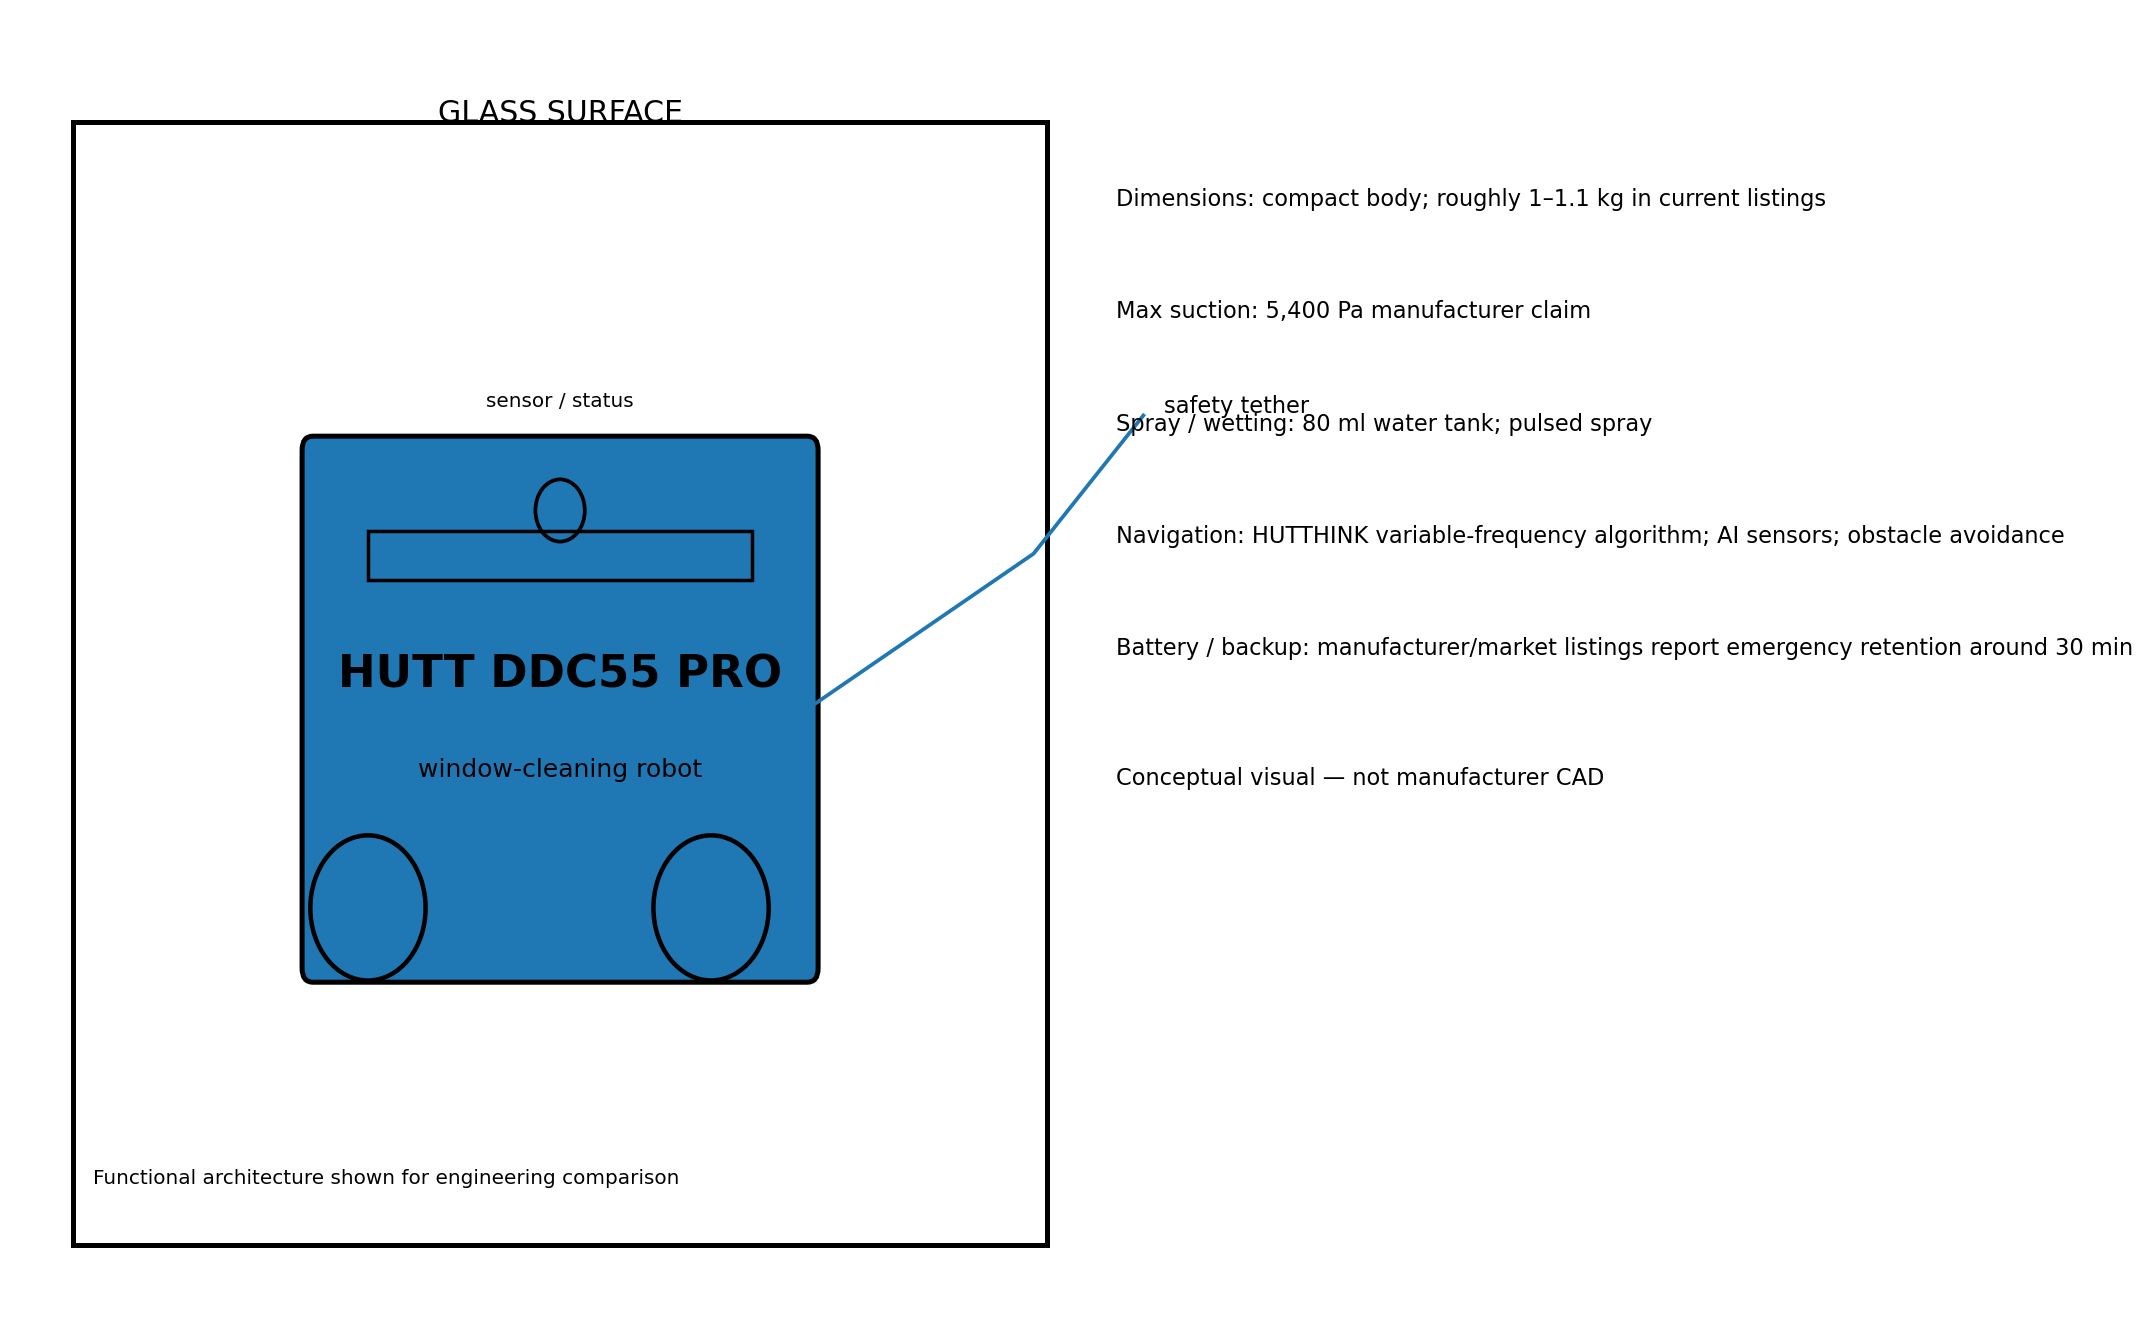 GLASS SURFACE
Dimensions: compact body; roughly 1–1.1 kg in current listings
Max suction: 5,400 Pa manufacturer claim
sensor / status
safety tether
Spray / wetting: 80 ml water tank; pulsed spray
Navigation: HUTTHINK variable-frequency algorithm; AI sensors; obstacle avoidance
Battery / backup: manufacturer/market listings report emergency retention around 30 min
HUTT DDC55 PRO
window-cleaning robot
Conceptual visual — not manufacturer CAD
Functional architecture shown for engineering comparison